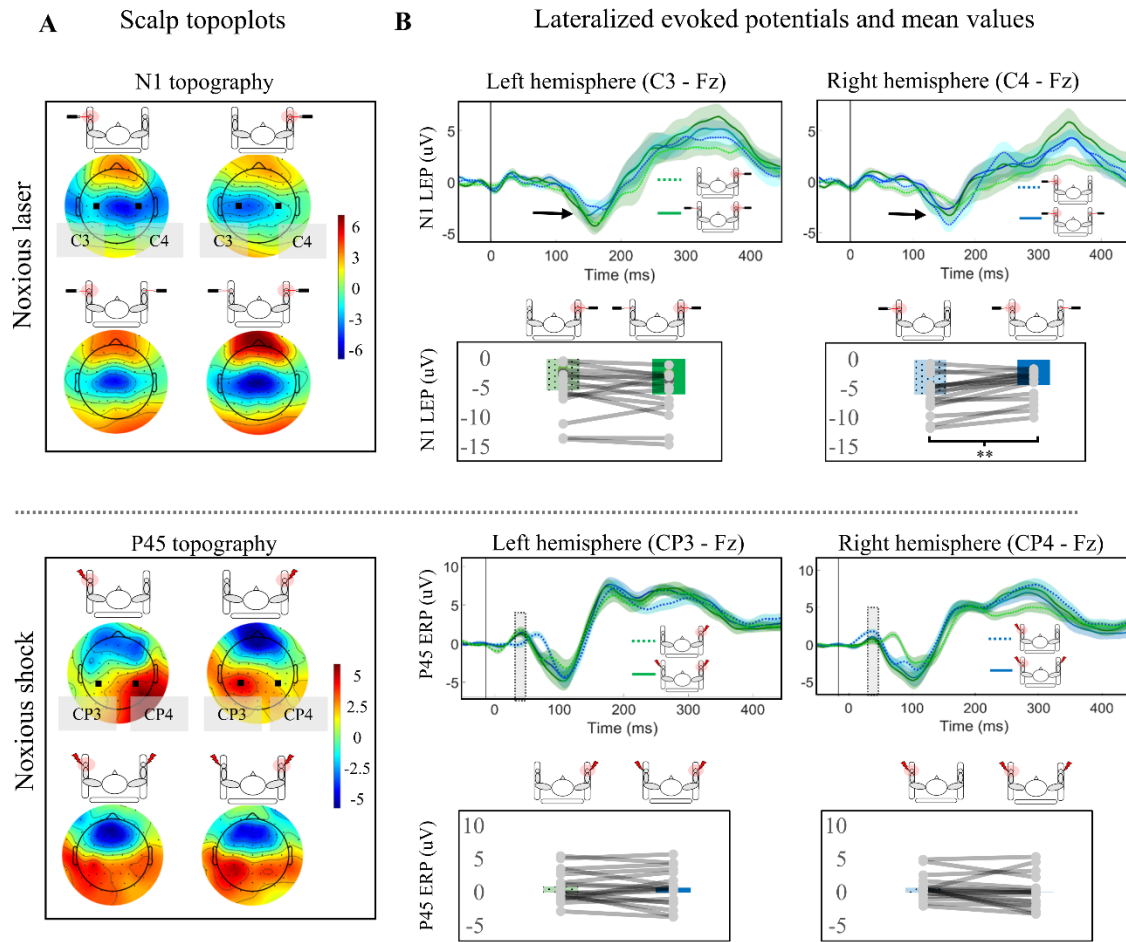 A Scalp topoplots
B Lateralized evoked potentials and mean values
Noxious laser
N1 topography
C3 C4 C3 C4
6
3
0
-3
-6
Left hemisphere (C3 - Fz)
N1 LEP (uV)
5
0
-5
0 100 200 300 400
Time (ms)
Right hemisphere (C4 - Fz)
5
0
-5
0 100 200 300 400
Time (ms)
N1 LEP (uV)
0
-5
-10
-15
0
-5
-10
-15
**
Noxious shock
P45 topography
CP3 CP4 CP3 CP4
5
2.5
0
-2.5
-5
Left hemisphere (CP3 - Fz)
P45 ERP (uV)
10
5
0
-5
0 100 200 300 400
Time (ms)
Right hemisphere (CP4 - Fz)
10
5
0
-5
0 100 200 300 400
Time (ms)
P45 ERP (uV)
10
5
0
-5
10
5
0
-5